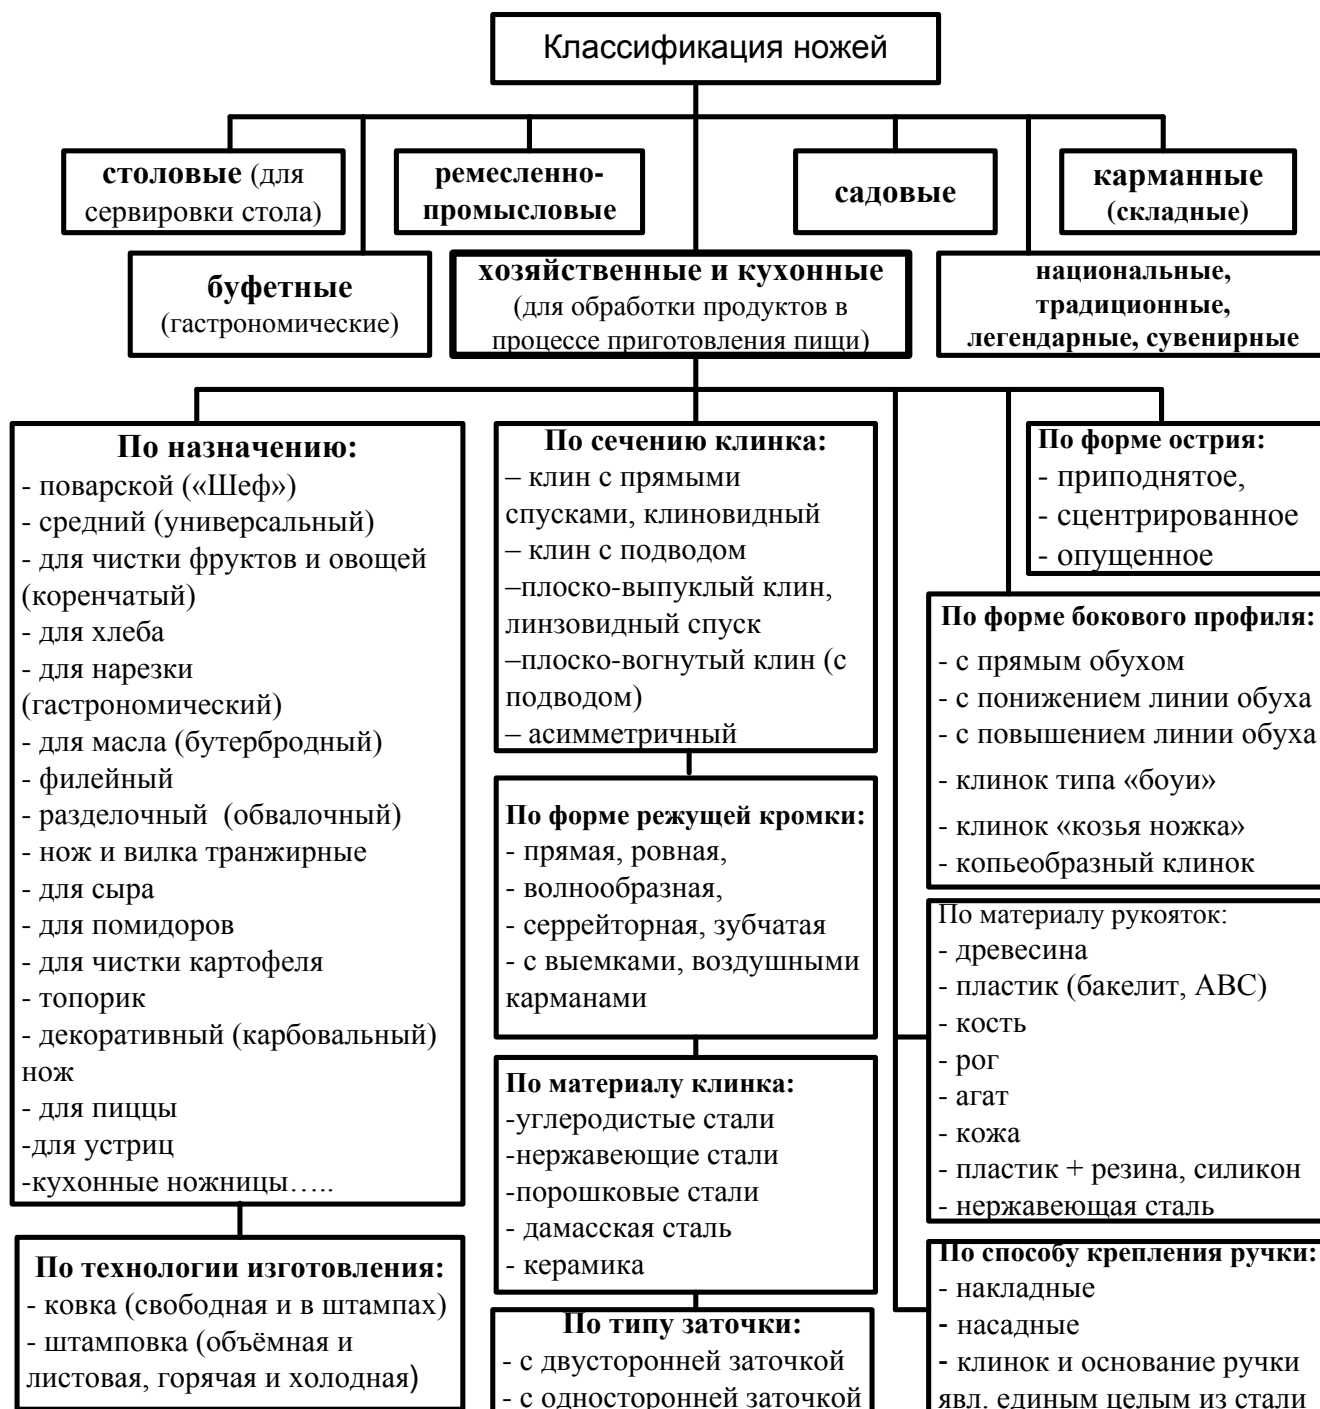 Классификация ножей
столовые (для
сервировки стола)
ремесленно-
промысловые
садовые
карманные
(складные)
буфетные
(гастрономические)
хозяйственные и кухонные
(для обработки продуктов в
процессе приготовления пищи)
национальные,
традиционные,
легендарные, сувенирные
По назначению:
- поварской («Шеф»)
- средний (универсальный)
- для чистки фруктов и овощей
(коренчатый)
- для хлеба
- для нарезки
(гастрономический)
- для масла (бутербродный)
- филейный
- разделочный (обвалочный)
- нож и вилка транжирные
- для сыра
- для помидоров
- для чистки картофеля
- топорик
- декоративный (карбовальный)
нож
- для пиццы
-для устриц
-кухонные ножницы…..
По технологии изготовления:
- ковка (свободная и в штампах)
- штамповка (объёмная и
листовая, горячая и холодная)
По сечению клинка:
– клин с прямыми
спусками, клиновидный
– клин с подводом
–плоско-выпуклый клин,
линзовидный спуск
–плоско-вогнутый клин (с
подводом)
– асимметричный
По форме режущей кромки:
- прямая, ровная,
- волнообразная,
- серрейторная, зубчатая
- с выемками, воздушными
карманами
По материалу клинка:
-углеродистые стали
-нержавеющие стали
-порошковые стали
- дамасская сталь
- керамика
По типу заточки:
- с двусторонней заточкой
- с односторонней заточкой
По форме острия:
- приподнятое,
- сцентрированное
- опущенное
По форме бокового профиля:
- с прямым обухом
- с понижением линии обуха
- с повышением линии обуха
- клинок типа «боуи»
- клинок «козья ножка»
- копьеобразный клинок
По материалу рукояток:
- древесина
- пластик (бакелит, АВС)
- кость
- рог
- агат
- кожа
- пластик + резина, силикон
- нержавеющая сталь
По способу крепления ручки:
- накладные
- насадные
- клинок и основание ручки
явл. единым целым из стали